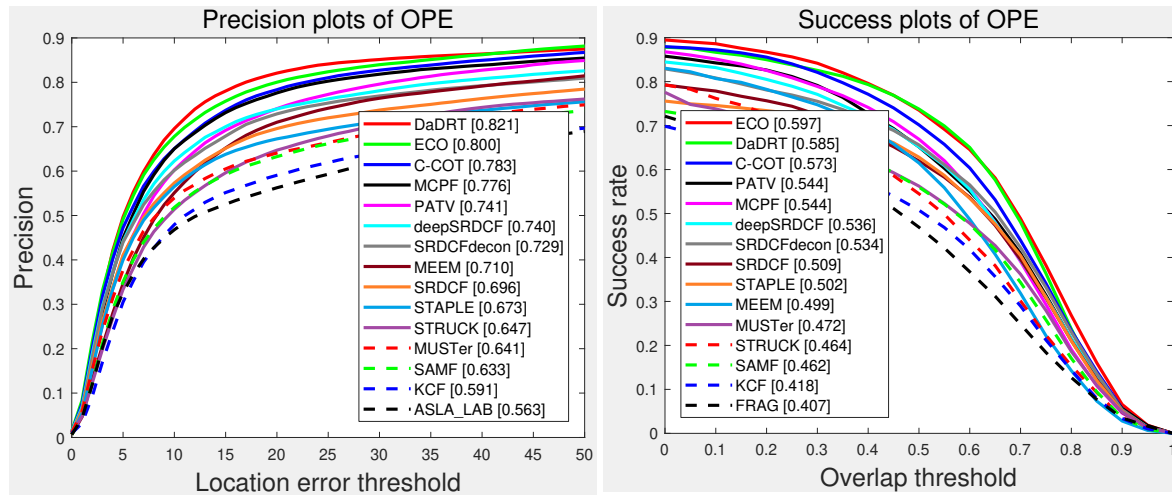 Precision plots of OPE
Precision
0.9
0.8
0.7
0.6
0.5
0.4
0.3
0.2
0.1
0
DaDRT [0.821]
ECO [0.800]
C-COT [0.783]
MCPF [0.776]
PATV [0.741]
deepSRDCF [0.740]
SRDCFdecon [0.729]
MEEM [0.710]
SRDCF [0.696]
STAPLE [0.673]
STRUCK [0.647]
MUSTer [0.641]
SAMF [0.633]
KCF [0.591]
ASLA_LAB [0.563]
0 5 10 15 20 25 30 35 40 45 50
Location error threshold
Success plots of OPE
Success rate
0.9
0.8
0.7
0.6
0.5
0.4
0.3
0.2
0.1
0
ECO [0.597]
DaDRT [0.585]
C-COT [0.573]
PATV [0.544]
MCPF [0.544]
deepSRDCF [0.536]
SRDCFdecon [0.534]
SRDCF [0.509]
STAPLE [0.502]
MEEM [0.499]
MUSTer [0.472]
STRUCK [0.464]
SAMF [0.462]
KCF [0.418]
FRAG [0.407]
0 0.1 0.2 0.3 0.4 0.5 0.6 0.7 0.8 0.9 1
Overlap threshold